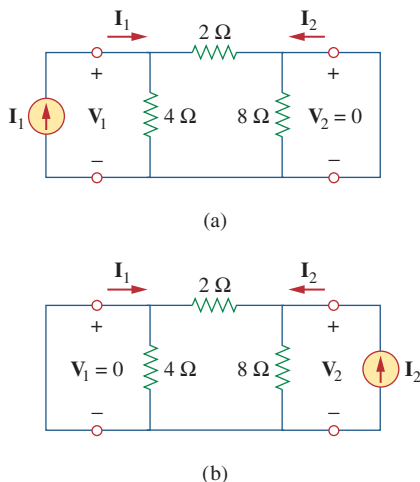 I₁ I₂
2 Ω
+ +
I₁ V₁ 4 Ω 8 Ω V₂ = 0
– –
(a)
I₁ I₂
2 Ω
+ +
V₁ = 0 4 Ω 8 Ω V₂ I₂
– –
(b)